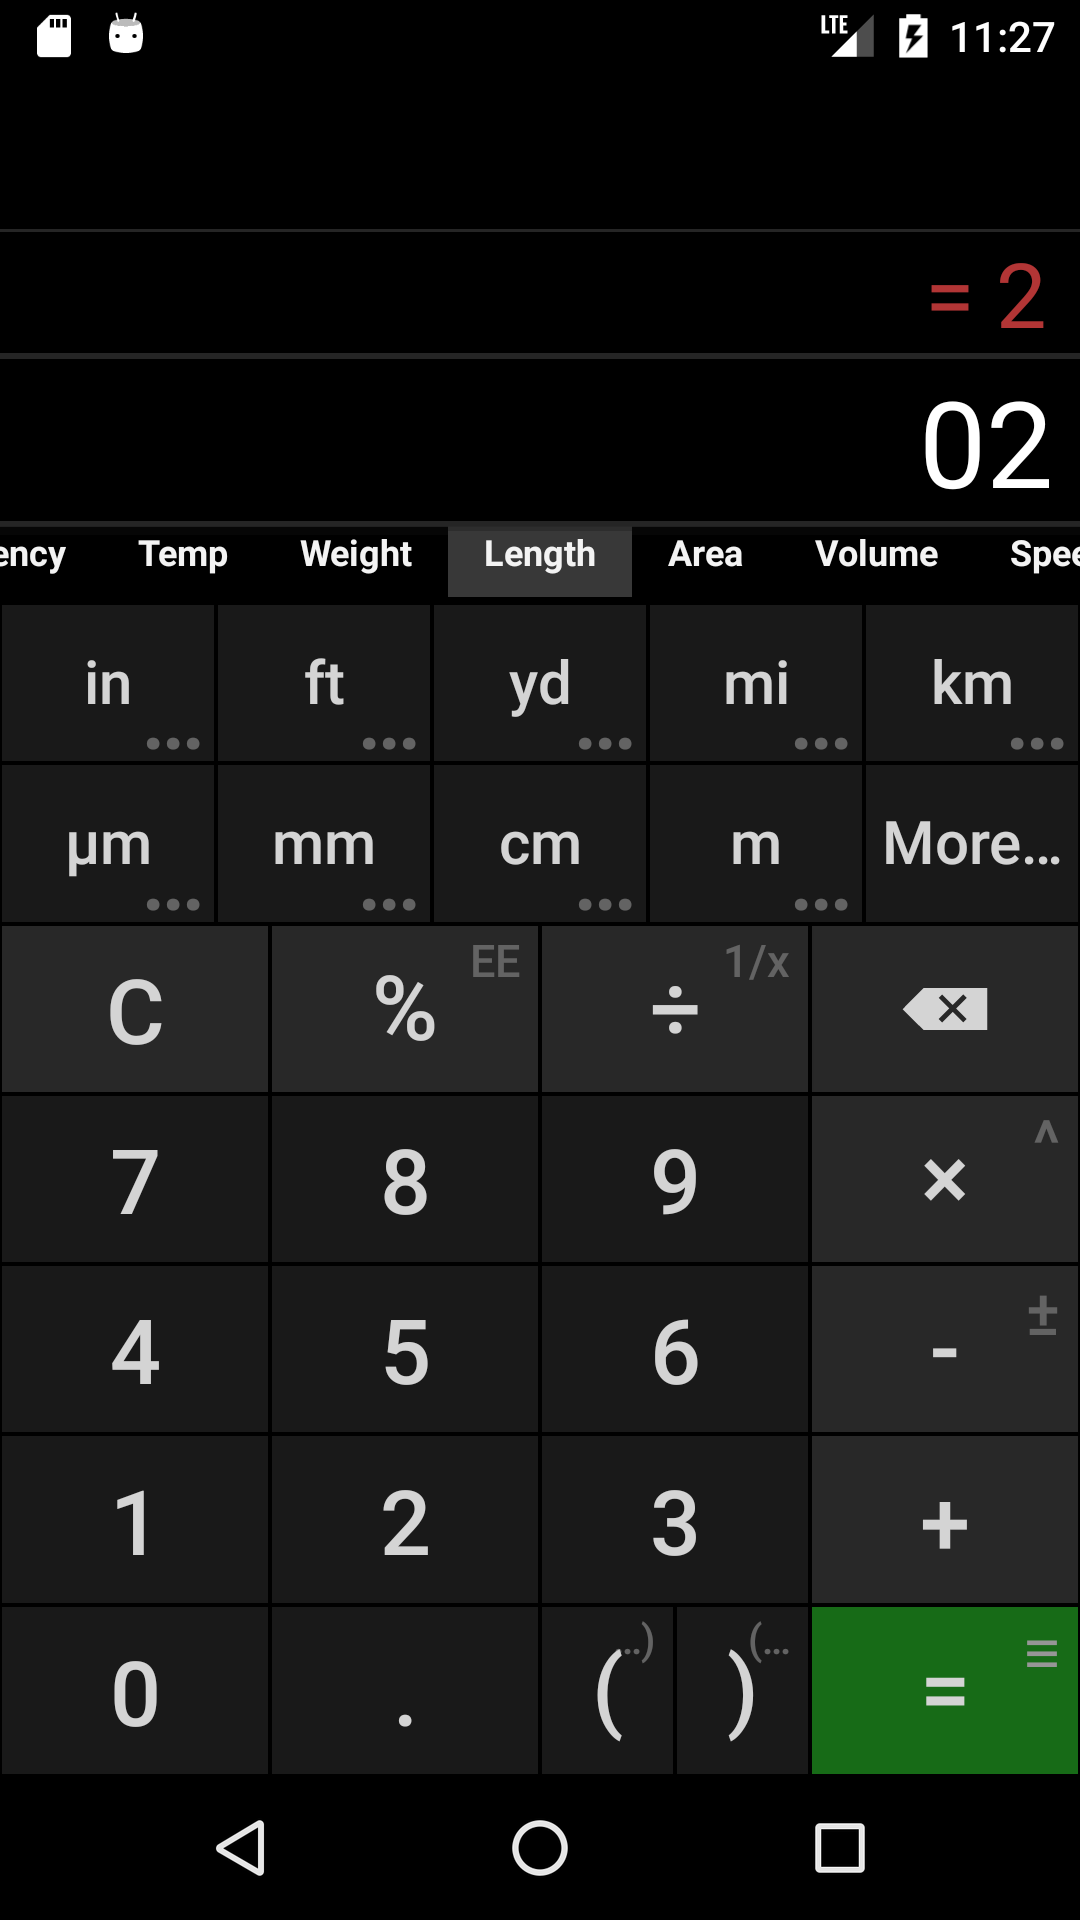 LTE 11:27
= 2
02
ency Temp Weight Length Area Volume Spee
in ft yd mi km
µm mm cm m More...
C % EE ÷ 1/x
7 8 9 × ^
4 5 6 - ±
1 2 3 +
0 . ( ..) ) (... =